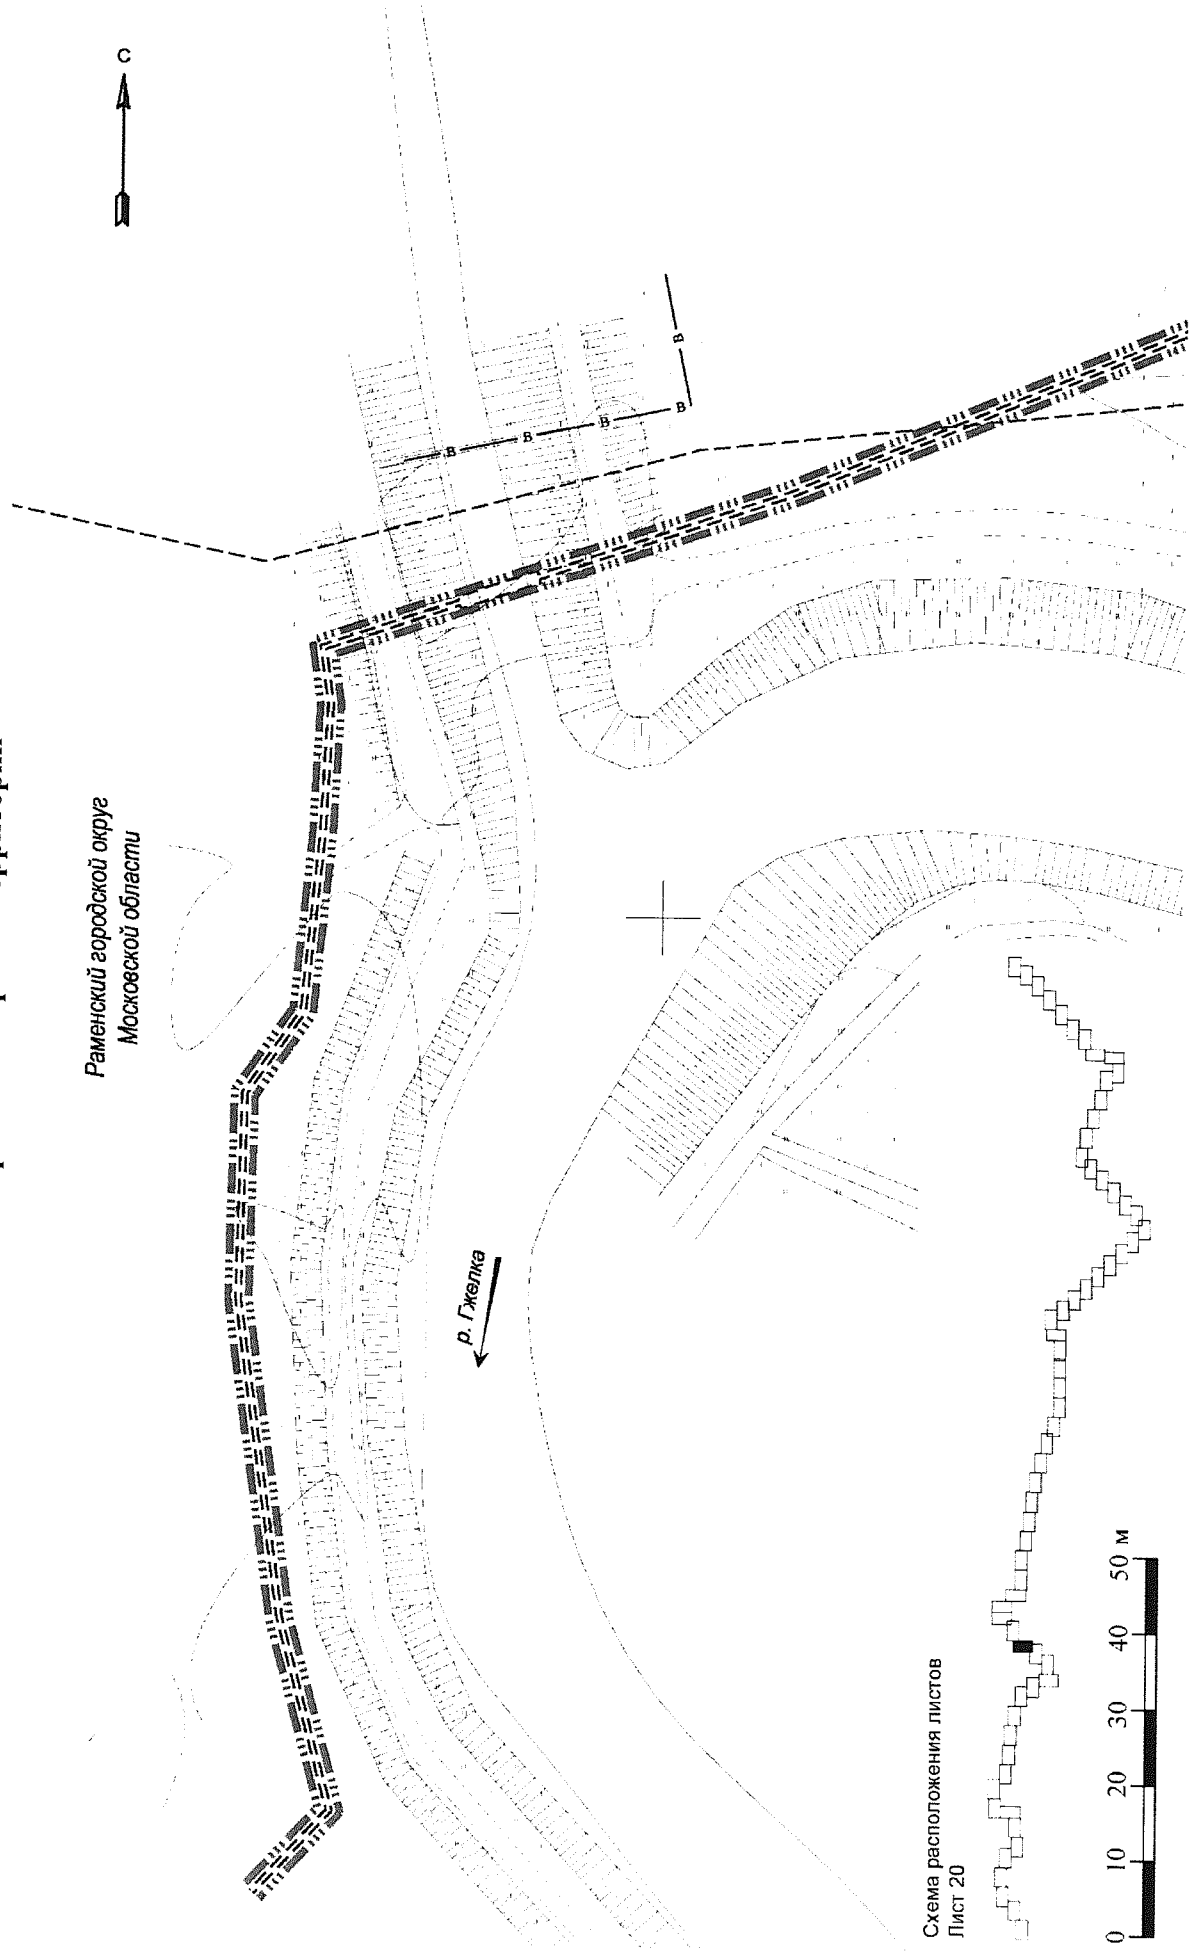 С
Раменский городской округ
Московской области
В
В
В
В
В
р. Гжелка
Схема расположения листов
Лист 20
0 10 20 30 40 50 м